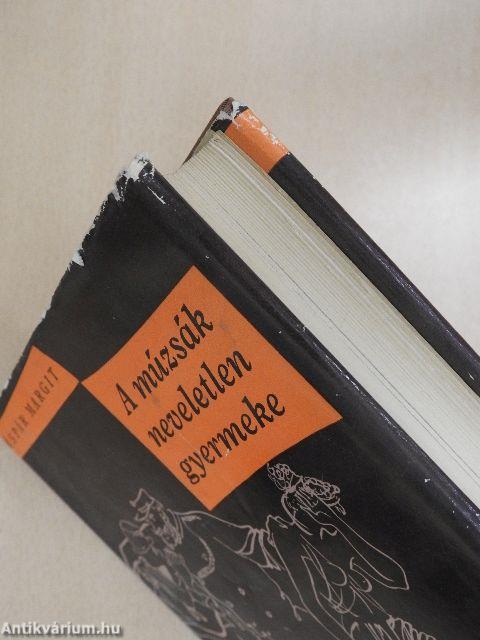 MARGIT
A múzsák
neveletlen
gyermeke
Antikvárium.hu